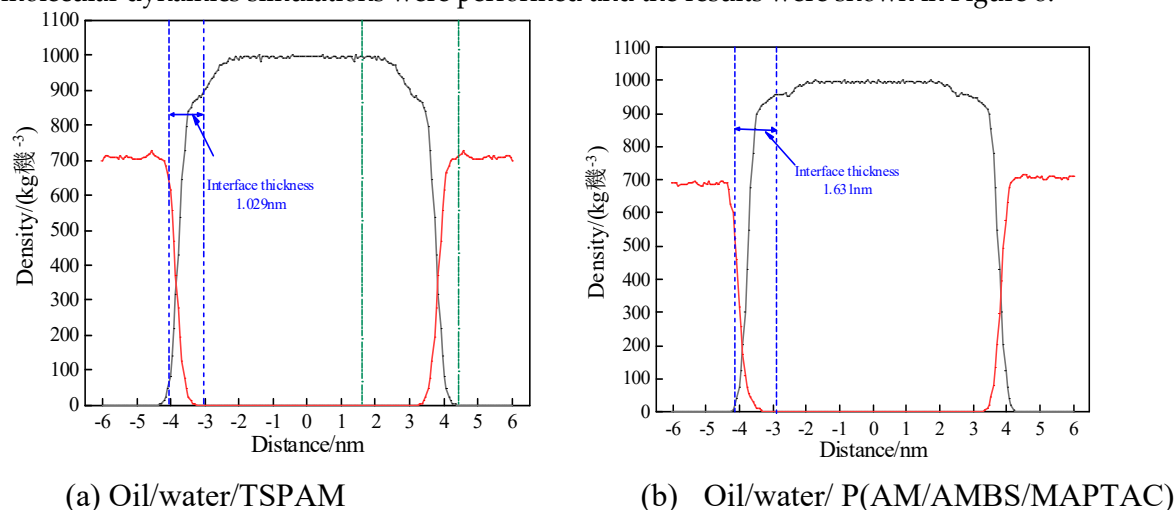 molecular dynamics simulations were performed and the results were shown in Figure 6.
1100
1000
900
800
700
600
500
400
300
200
100
0
Density/(kg機-3)
Interface thickness
1.029nm
-6 -5 -4 -3 -2 -1 0 1 2 3 4 5 6
Distance/nm
(a) Oil/water/TSPAM
1100
1000
900
800
700
600
500
400
300
200
100
0
Density/(kg機-3)
Interface thickness
1.631nm
-6 -5 -4 -3 -2 -1 0 1 2 3 4 5 6
Distance/nm
(b) Oil/water/ P(AM/AMBS/MAPTAC)